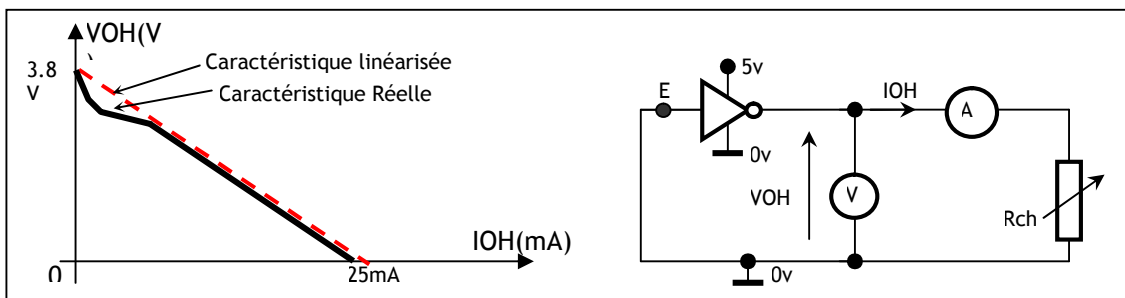 VOH(V
3.8
V
Caractéristique linéarisée
Caractéristique Réelle
IOH(mA)
0
25mA
5v
E
IOH
A
0v
VOH
V
Rch
0v